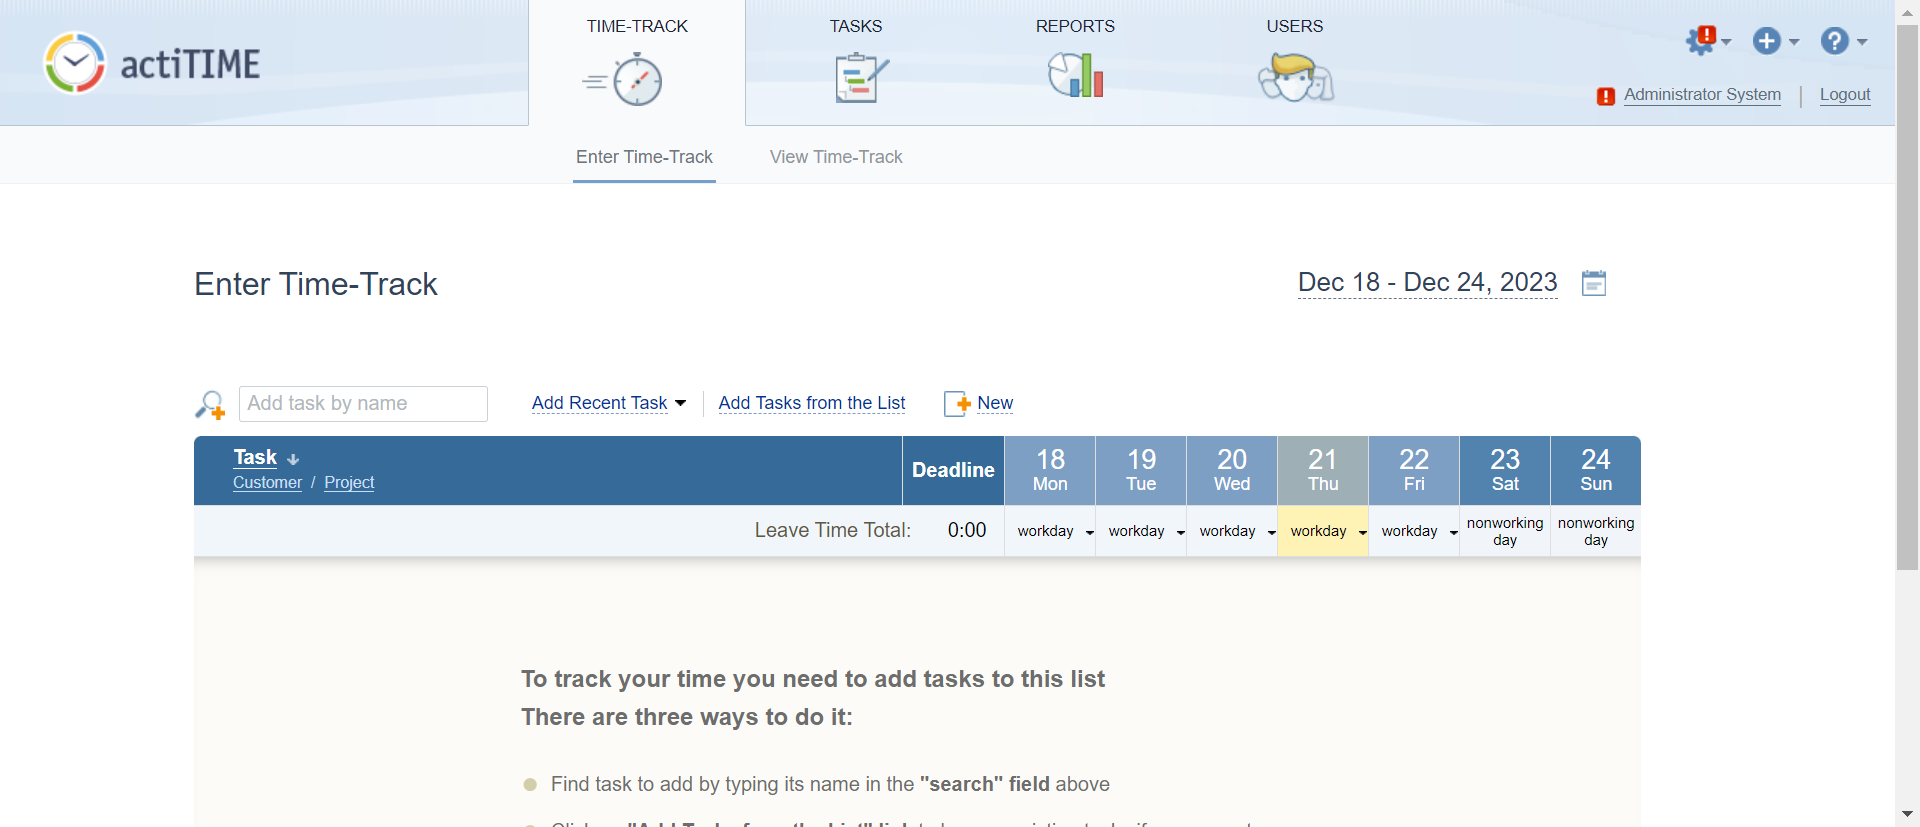 TIME-TRACK
TASKS
REPORTS
USERS
actiTIME
Administrator System
Logout
Enter Time-Track
View Time-Track
Enter Time-Track
Dec 18 - Dec 24, 2023
Add task by name
Add Recent Task
Add Tasks from the List
New
Task
Customer / Project
Deadline
18 Mon
19 Tue
20 Wed
21 Thu
22 Fri
23 Sat
24 Sun
Leave Time Total: 0:00
workday
workday
workday
workday
workday
nonworking day
nonworking day
To track your time you need to add tasks to this list
There are three ways to do it:
Find task to add by typing its name in the "search" field above